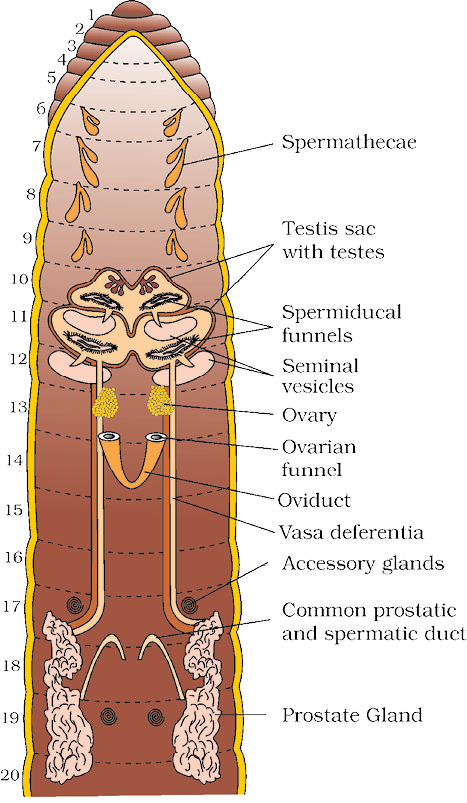 1
2
3
4
5
6
7
8
9
10
11
12
13
14
15
16
17
18
19
20
Spermathecae
Testis sac
with testes
Spermiducal
funnels
Seminal
vesicles
Ovary
Ovarian
funnel
Oviduct
Vasa deferentia
Accessory glands
Common prostatic
and spermatic duct
Prostate Gland